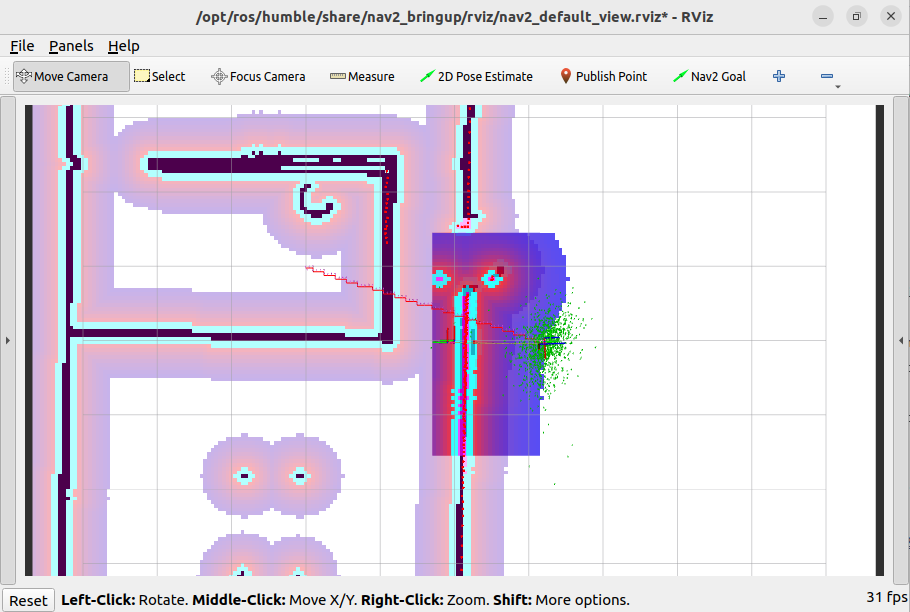 /opt/ros/humble/share/nav2_bringup/rviz/nav2_default_view.rviz* - RViz
File Panels Help
Move Camera Select Focus Camera Measure 2D Pose Estimate Publish Point Nav2 Goal
Reset Left-Click: Rotate. Middle-Click: Move X/Y. Right-Click: Zoom. Shift: More options. 31 fps